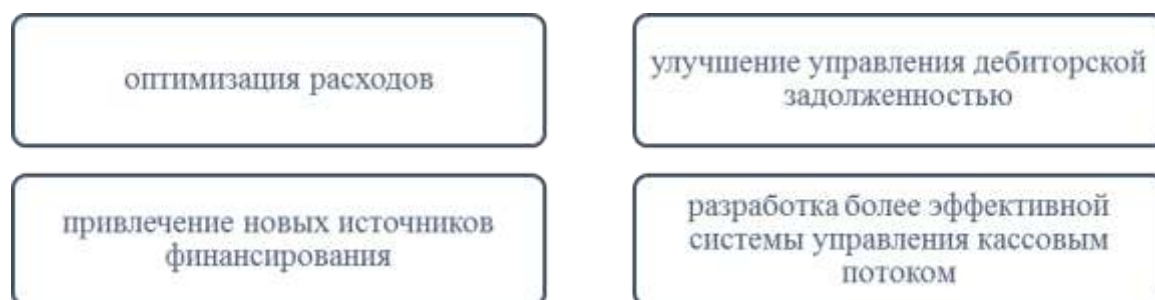 оптимизация расходов
улучшение управления дебиторской
задолженностью
привлечение новых источников
финансирования
разработка более эффективной
системы управления кассовым
потоком